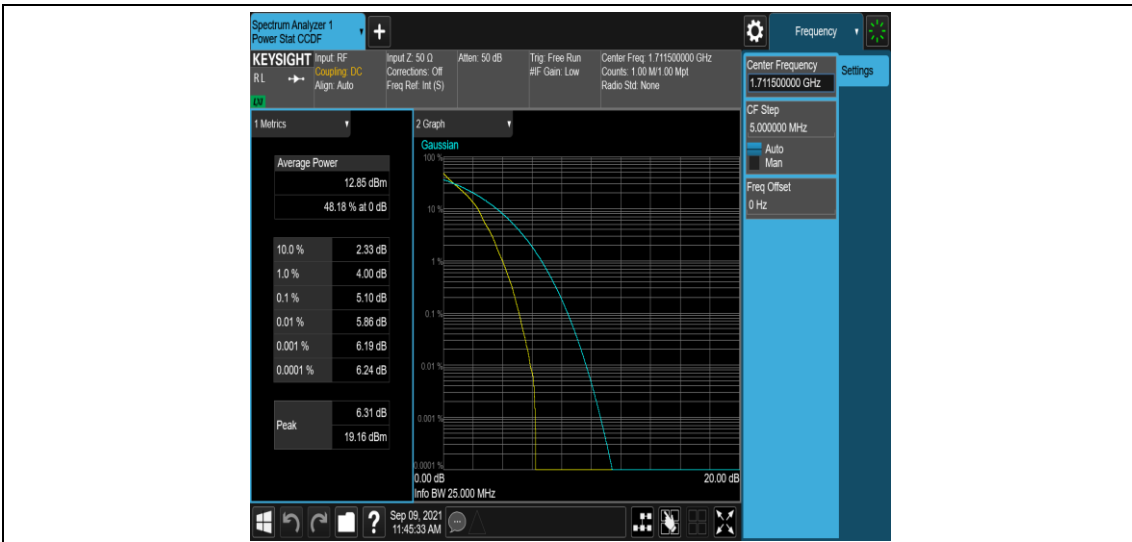 Spectrum Analyzer 1
Power Stat CCDF
+
Frequency
KEYSIGHT
RL
LNI
Input: RF
Coupling: DC
Align: Auto
Input Z: 50 Ω
Corrections: Off
Freq Ref: Int (S)
Atten: 50 dB
Trig: Free Run
#IF Gain: Low
Center Freq: 1.711500000 GHz
Counts: 1.00 M/1.00 Mpt
Radio Std: None
Center Frequency
1.711500000 GHz
Settings
CF Step
5.000000 MHz
Auto
Man
Freq Offset
0 Hz
1 Metrics
Average Power
12.85 dBm
48.18 % at 0 dB
10.0 % 2.33 dB
1.0 % 4.00 dB
0.1 % 5.10 dB
0.01 % 5.86 dB
0.001 % 6.19 dB
0.0001 % 6.24 dB
Peak
6.31 dB
19.16 dBm
2 Graph
Gaussian
100 %
10 %
1 %
0.1 %
0.01 %
0.001 %
0.0001 %
0.00 dB 20.00 dB
Info BW 25.000 MHz
?
Sep 09, 2021
11:45:33 AM